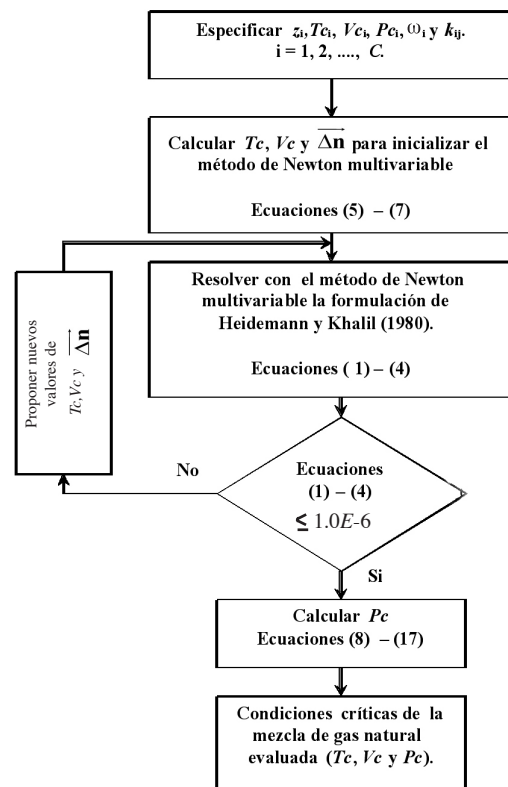 Especificar zi, Tci, Vci, Pci, ωi y kij.
i = 1, 2, ...., C.
Calcular Tc, Vc y Δn para inicializar el
método de Newton multivariable
Ecuaciones (5) – (7)
Resolver con el método de Newton
multivariable la formulación de
Heidemann y Khalil (1980).
Ecuaciones ( 1) – (4)
Proponer nuevos
valores de
Tc,Vc y Δn
No
Ecuaciones
(1) – (4)
≤ 1.0E-6
Si
Calcular Pc
Ecuaciones (8) – (17)
Condiciones críticas de la
mezcla de gas natural
evaluada (Tc, Vc y Pc).